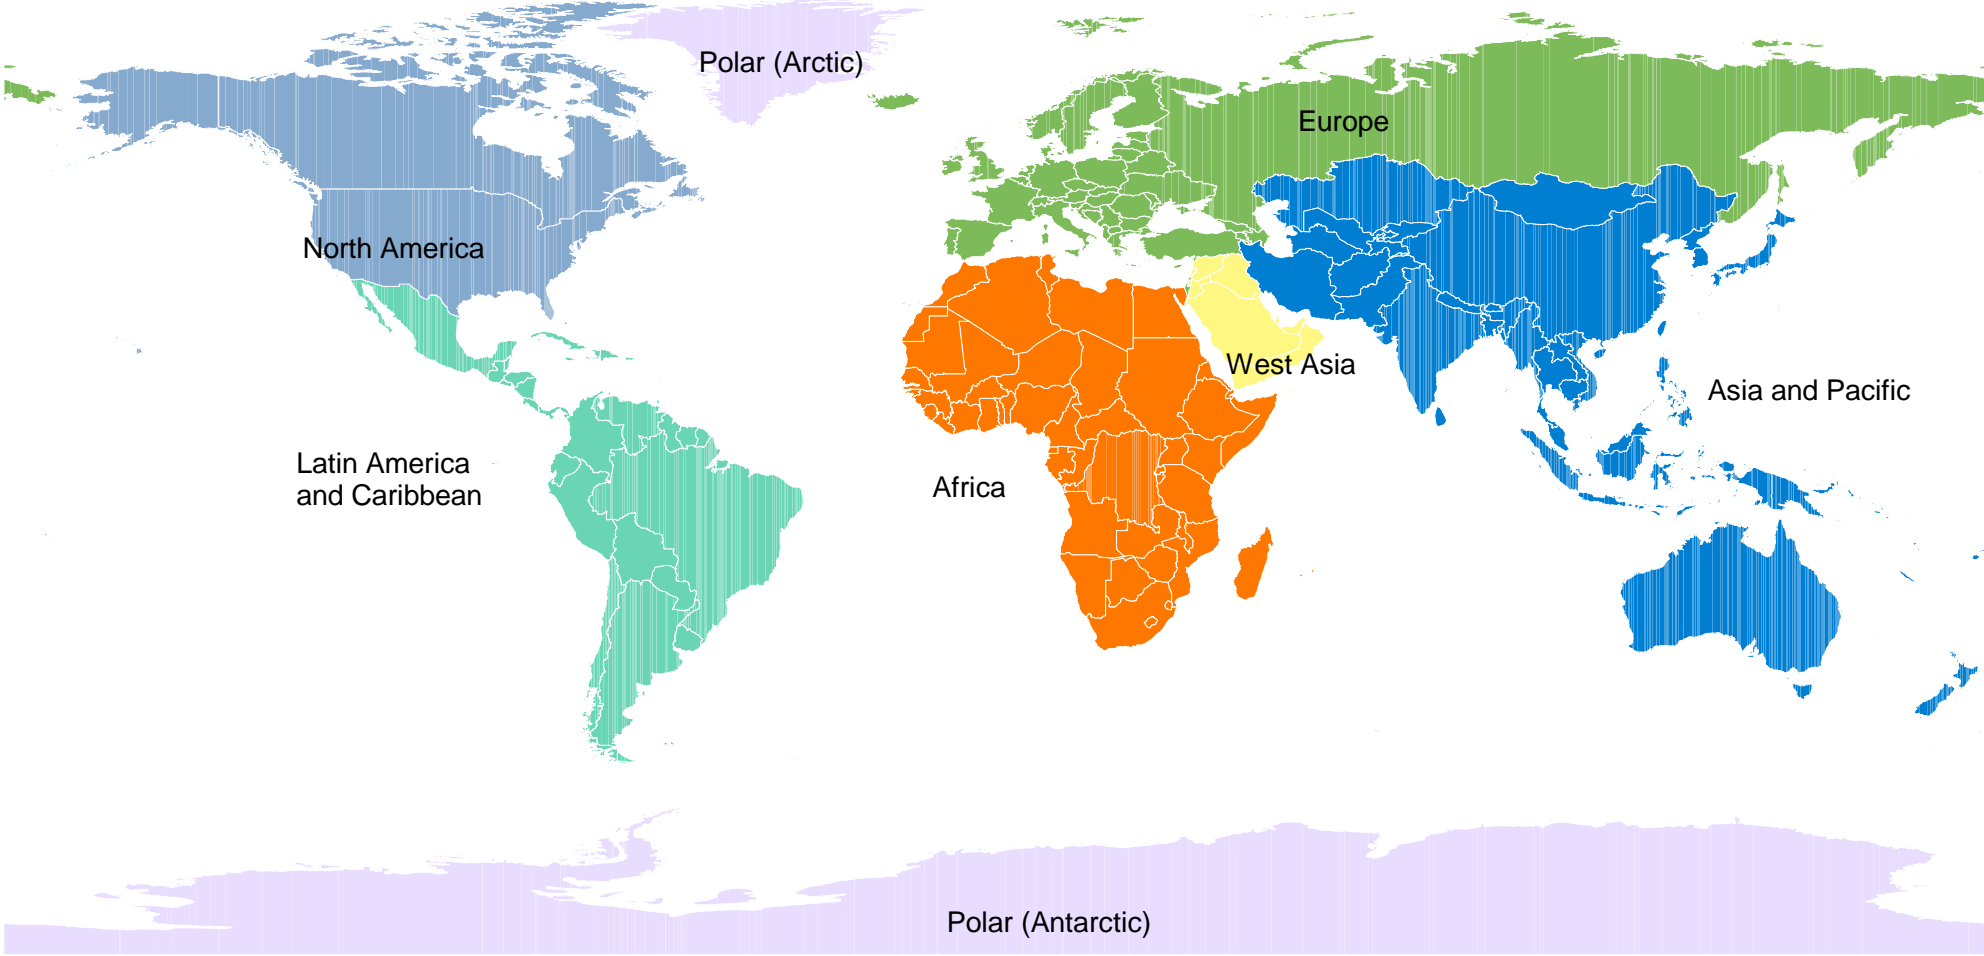 Polar (Arctic)
Europe
North America
West Asia
Asia and Pacific
Latin America
and Caribbean
Africa
Polar (Antarctic)